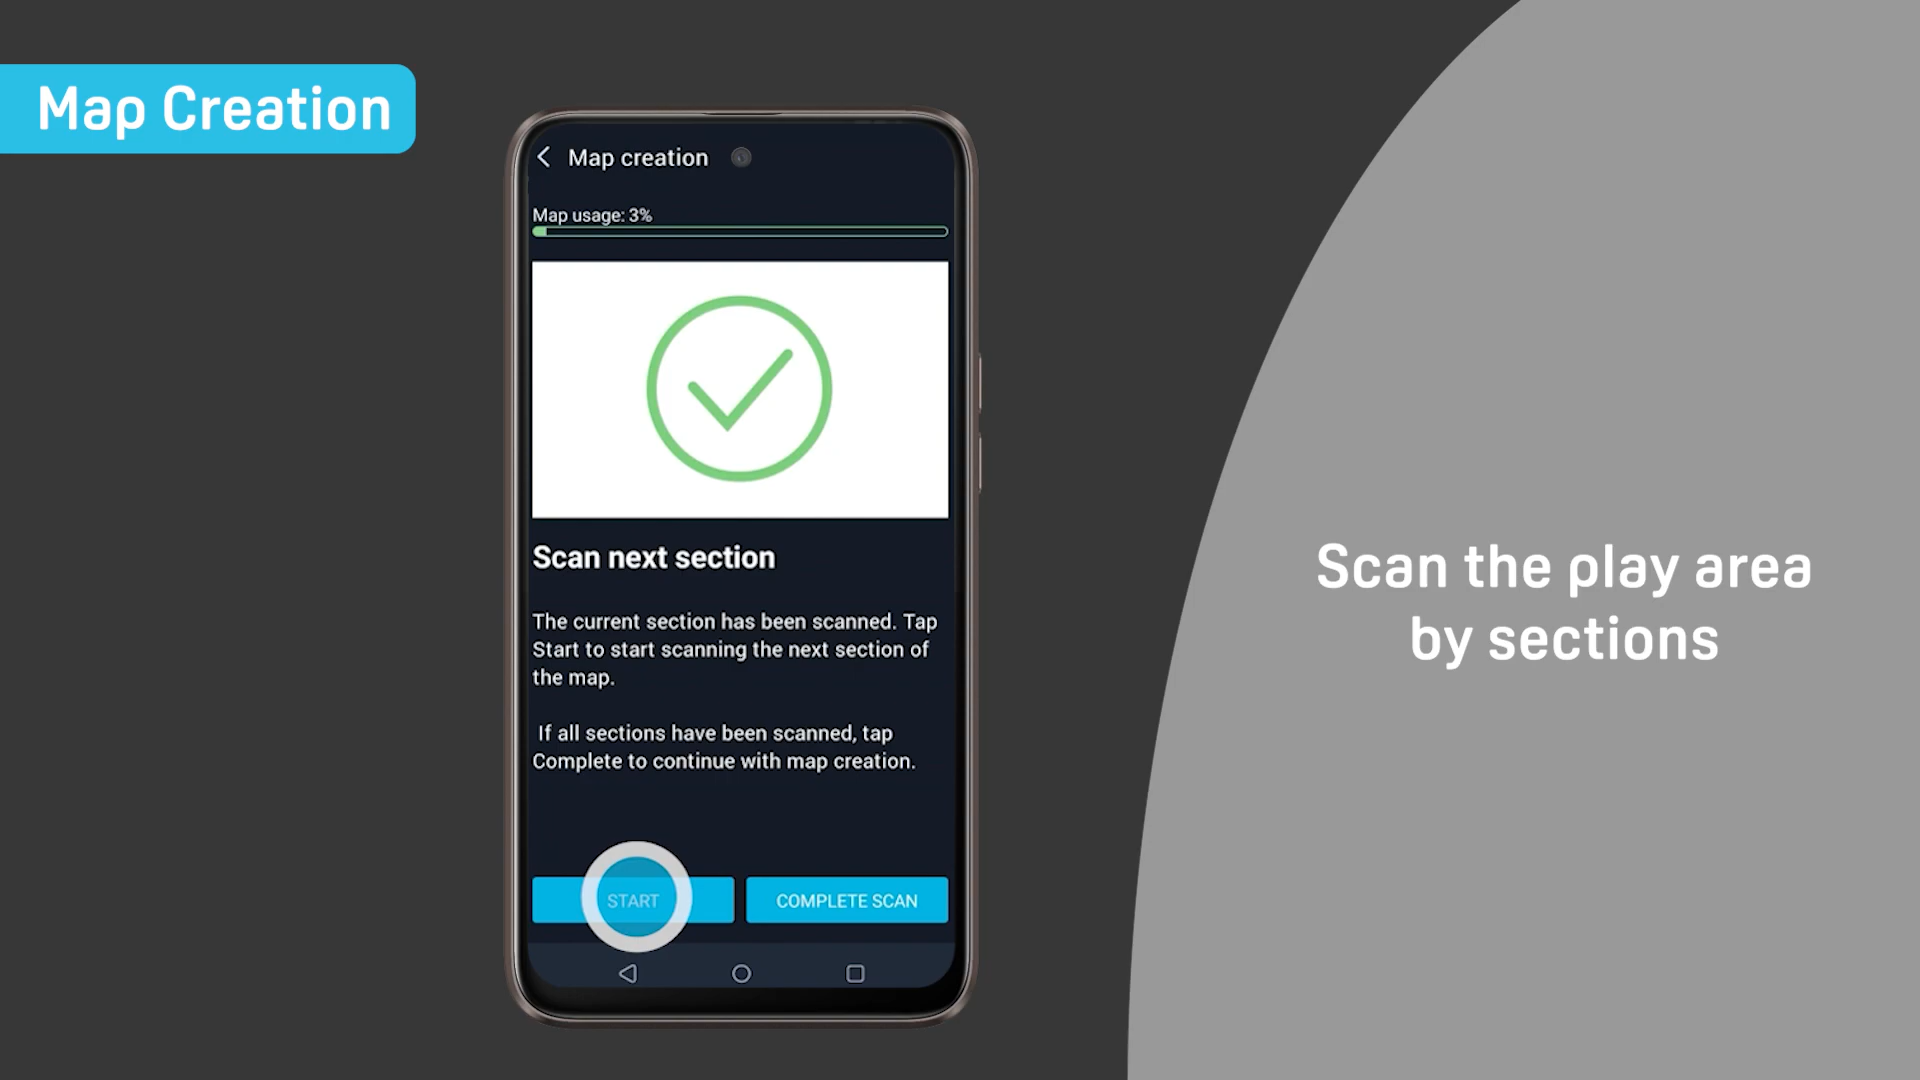 Map Creation
Map creation
Map usage: 3%
Scan next section
The current section has been scanned. Tap
Start to start scanning the next section of
the map.
If all sections have been scanned, tap
Complete to continue with map creation.
START
COMPLETE SCAN
Scan the play area
by sections